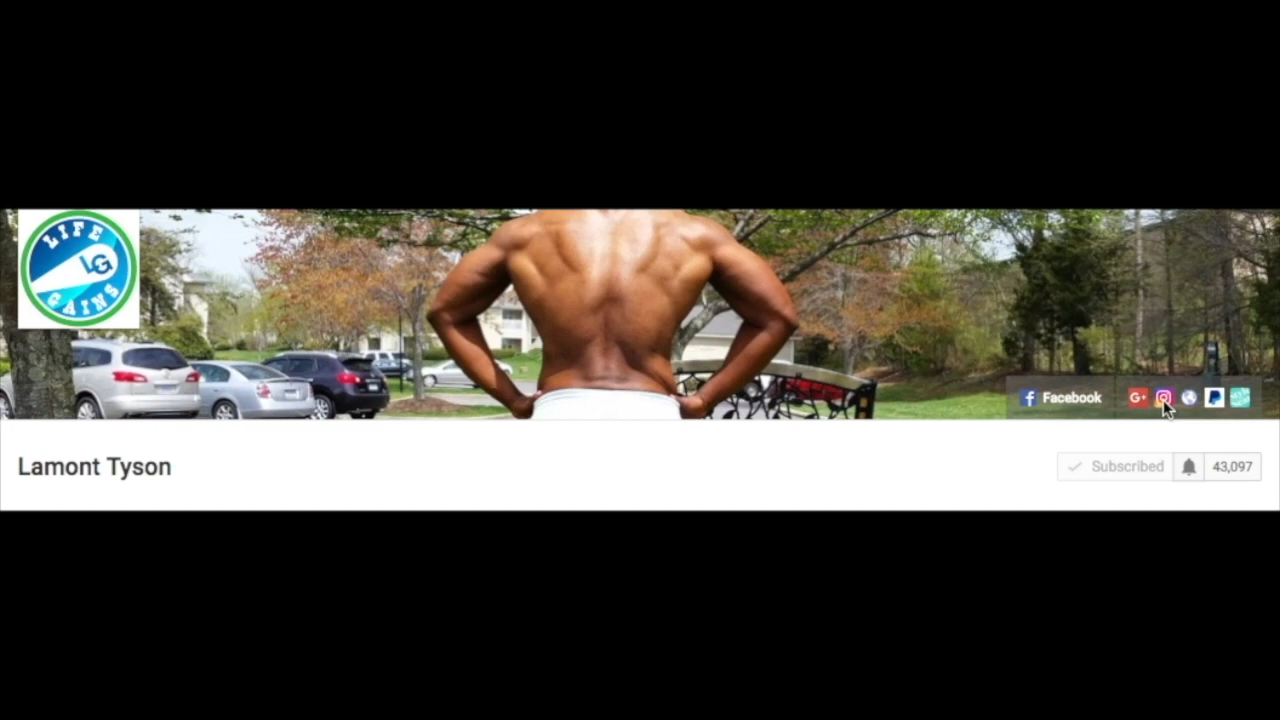 LIFE
LG
GAINS
Facebook
G+
Lamont Tyson
Subscribed
43,097